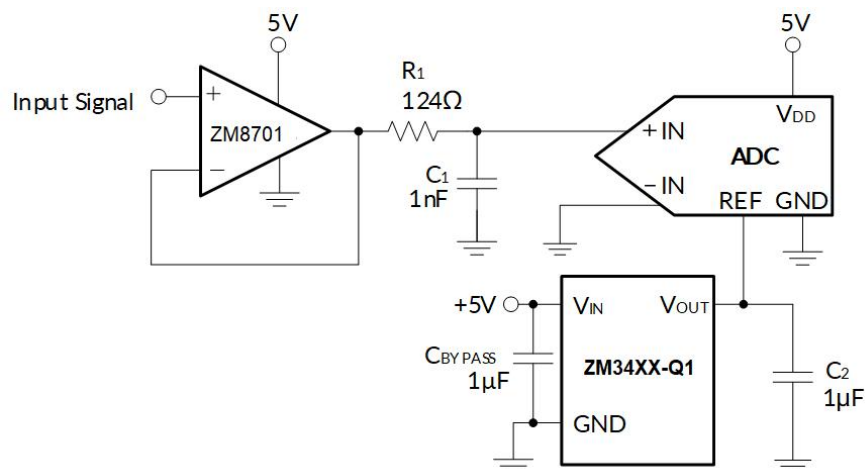 5V
5V
R1
124Ω
Input Signal
+
ZM8701
−
C1
1nF
+IN
−IN
VDD
ADC
REF GND
+5V
VIN
VOUT
CBYPASS
1µF
ZM34XX-Q1
GND
C2
1µF